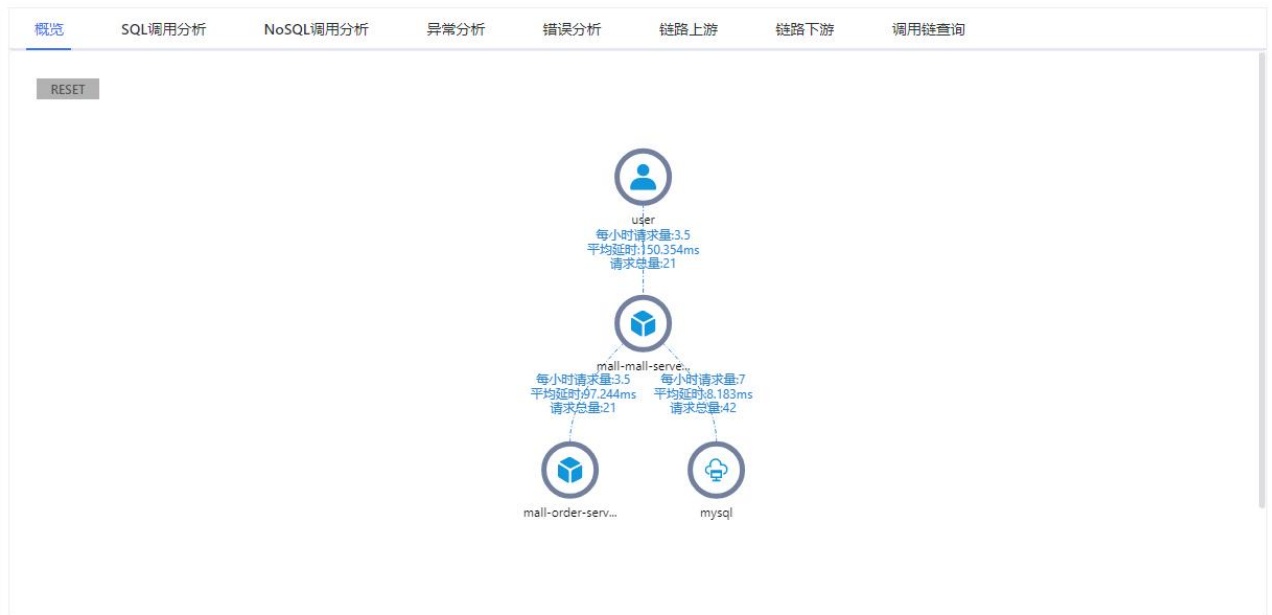 概览 SQL调用分析 NoSQL调用分析 异常分析 错误分析 链路上游 链路下游 调用链查询
RESET
user
每小时请求量:3.5
平均延时:150.354ms
请求总量:21
mall-mall-serve...
每小时请求量:3.5
平均延时:97.244ms
请求总量:21
每小时请求量:7
平均延时:8.183ms
请求总量:42
mall-order-serv...
mysql